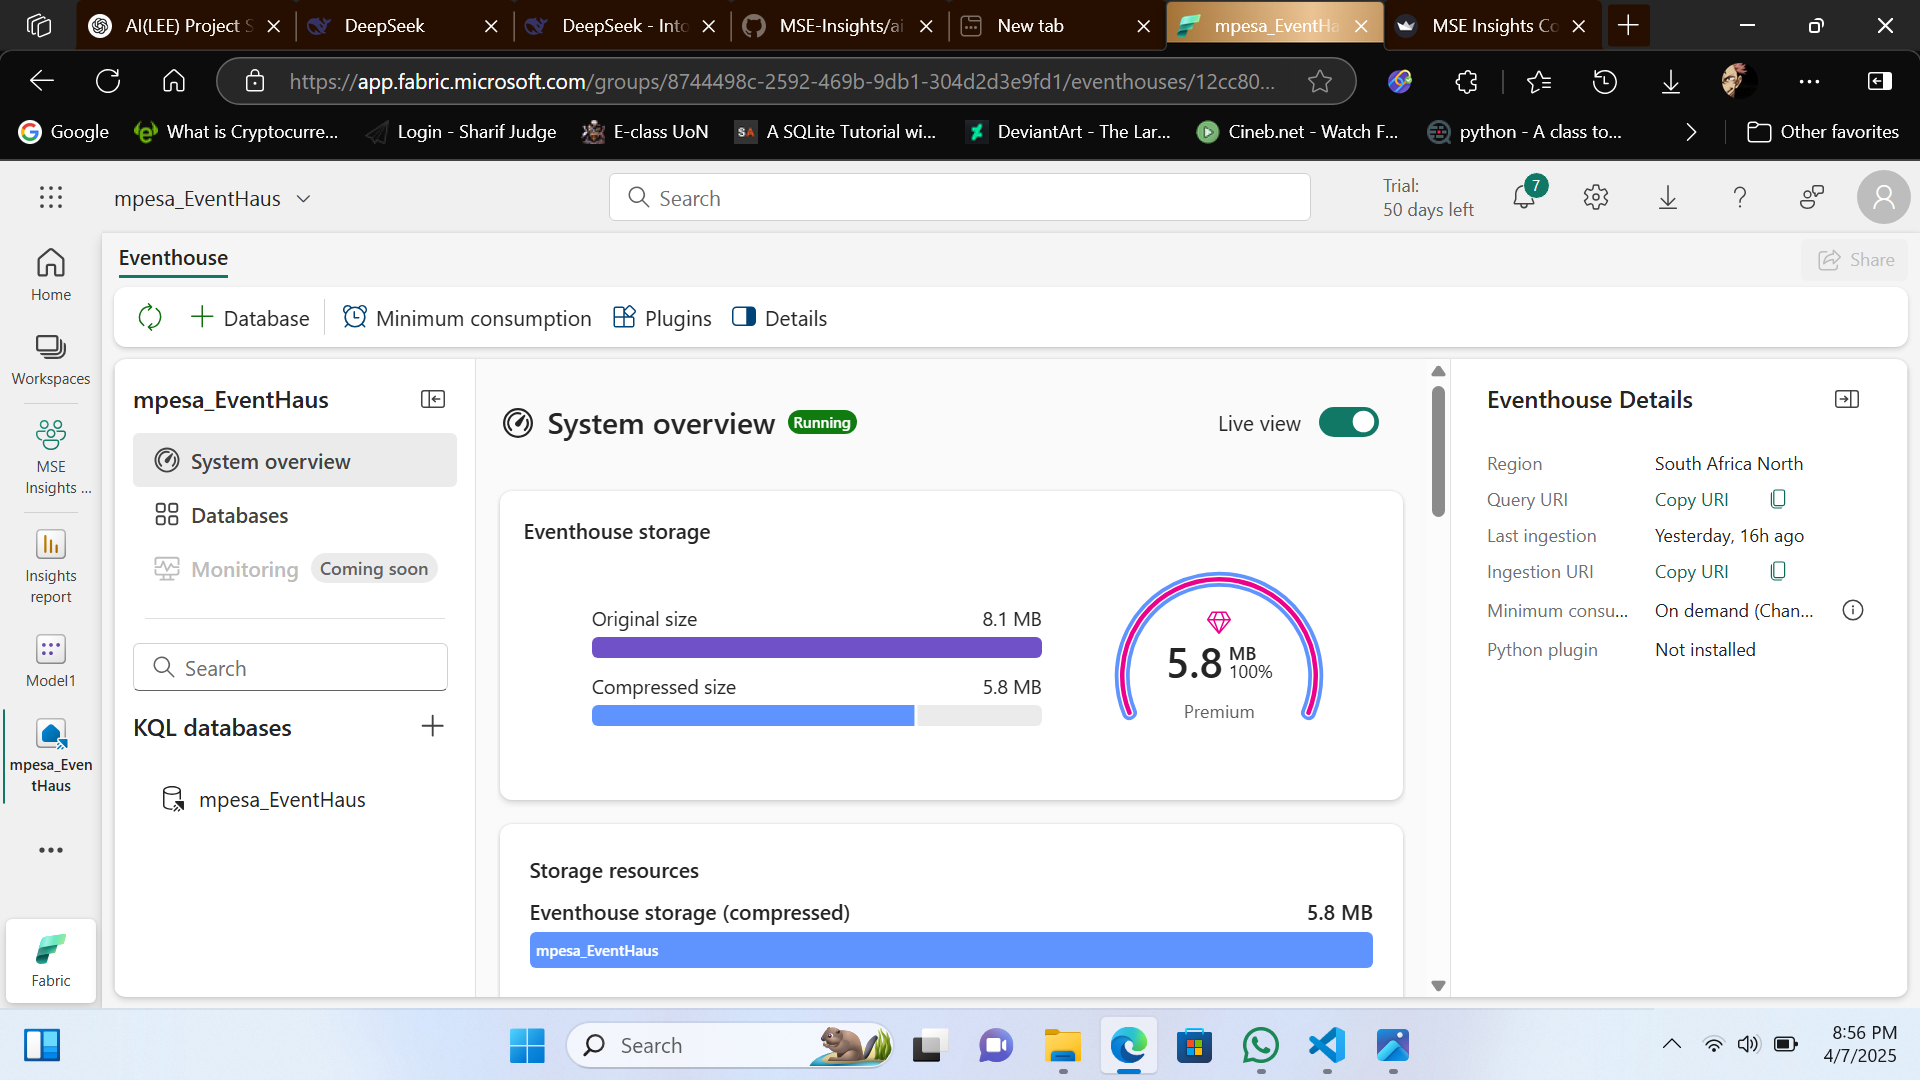 AI(LEE) Project S
DeepSeek
DeepSeek - Into
MSE-Insights/ai
New tab
mpesa_EventHa
MSE Insights Co
https://app.fabric.microsoft.com/groups/8744498c-2592-469b-9db1-304d2d3e9fd1/eventhouses/12cc80...
Google
What is Cryptocurre...
Login - Sharif Judge
E-class UoN
SA
A SQLite Tutorial wi...
DeviantArt - The Lar...
Cineb.net - Watch F...
python - A class to...
Other favorites
mpesa_EventHaus
Search
Trial:
50 days left
7
Home
Workspaces
MSE
Insights ...
Insights
report
Model1
mpesa_Even
tHaus
Fabric
Eventhouse
Share
Database
Minimum consumption
Plugins
Details
mpesa_EventHaus
System overview
Databases
Monitoring
Coming soon
Search
KQL databases
mpesa_EventHaus
System overview
Running
Live view
Eventhouse storage
Original size
8.1 MB
Compressed size
5.8 MB
5.8 MB
100%
Premium
Storage resources
Eventhouse storage (compressed)
5.8 MB
mpesa_EventHaus
Eventhouse Details
Region
South Africa North
Query URI
Copy URI
Last ingestion
Yesterday, 16h ago
Ingestion URI
Copy URI
Minimum consu...
On demand (Chan...
Python plugin
Not installed
Search
8:56 PM
4/7/2025